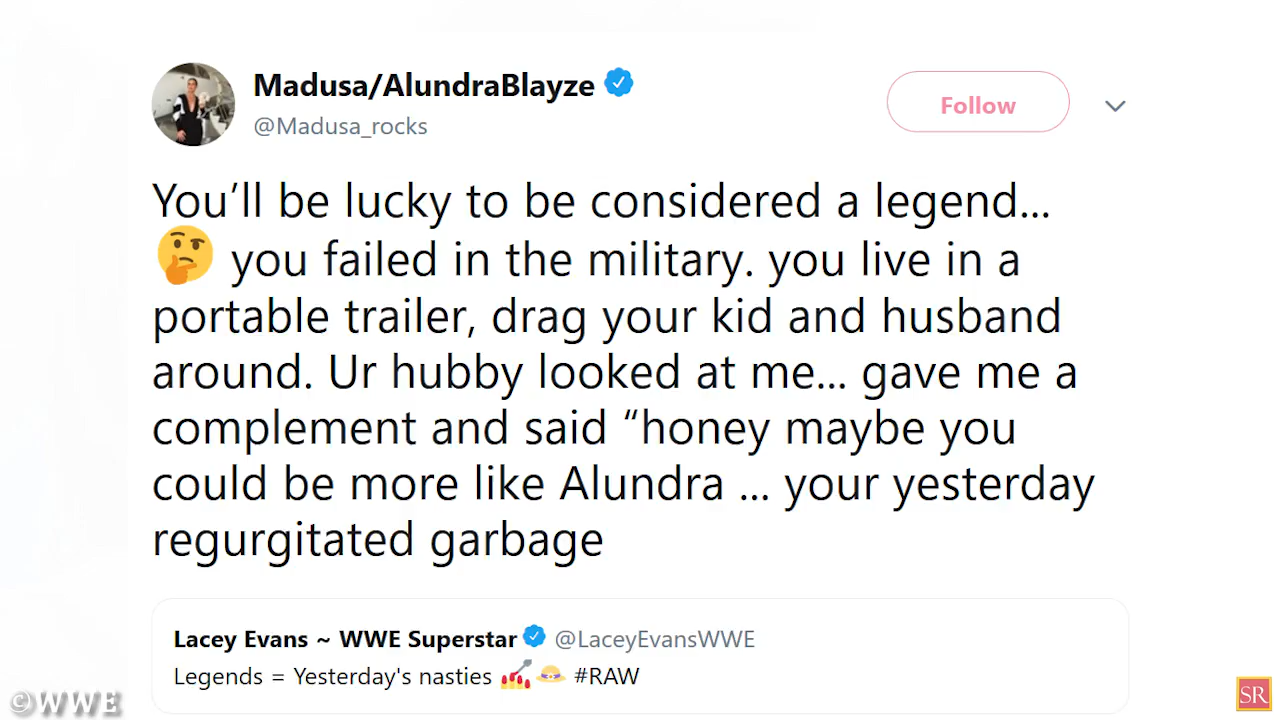 Madusa/AlundraBlayze
@Madusa_rocks
Follow
You’ll be lucky to be considered a legend...
🤔 you failed in the military. you live in a
portable trailer, drag your kid and husband
around. Ur hubby looked at me... gave me a
complement and said “honey maybe you
could be more like Alundra ... your yesterday
regurgitated garbage
Lacey Evans ~ WWE Superstar @LaceyEvansWWE
Legends = Yesterday's nasties 💅👒 #RAW
©WWE
SR